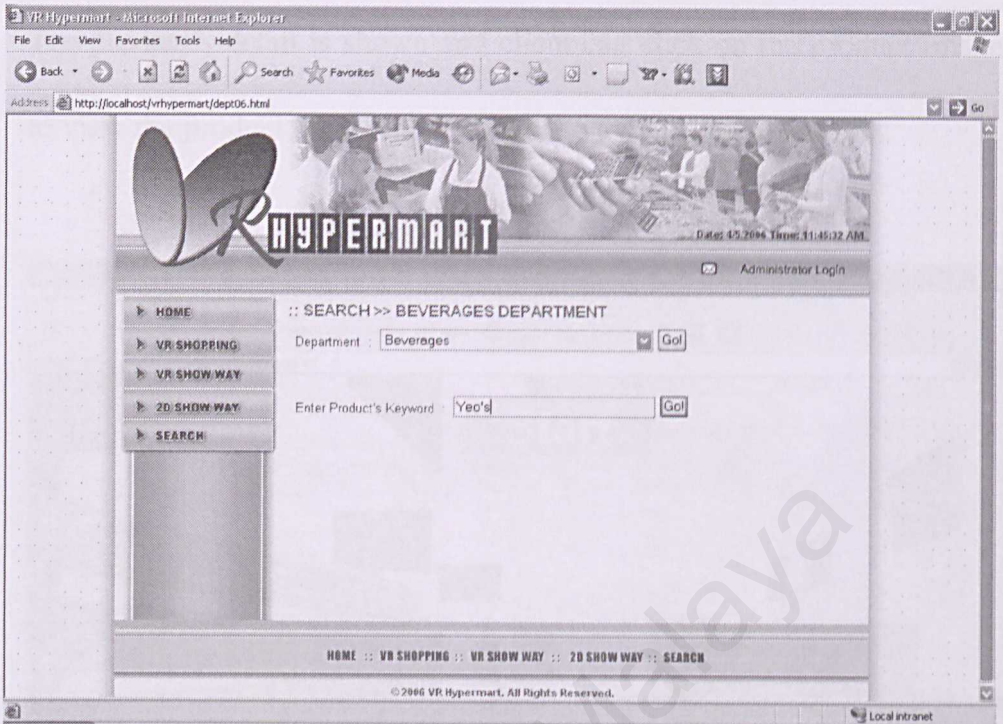 VR Hypermart - Microsoft Internet Explorer
File Edit View Favorites Tools Help
Back Search Favorites Media
Address http://localhost/vrhypermart/dept06.html Go
VR HYPERMART
Date: 4/5/2006 Time: 11:45:32 AM
Administrator Login
HOME
VR SHOPPING
VR SHOW WAY
2D SHOW WAY
SEARCH
:: SEARCH >> BEVERAGES DEPARTMENT
Department : Beverages Go!
Enter Product's Keyword : Yeo's Go!
HOME :: VR SHOPPING :: VR SHOW WAY :: 2D SHOW WAY :: SEARCH
© 2006 VR Hypermart. All Rights Reserved.
Local intranet
Malaya